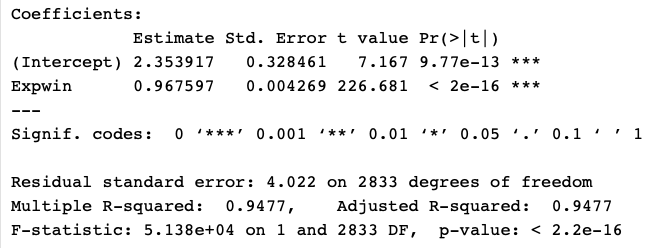 Coefficients:
Estimate Std. Error t value Pr(>|t|)
(Intercept) 2.353917 0.328461 7.167 9.77e-13 ***
Expwin 0.967597 0.004269 226.681 < 2e-16 ***
---
Signif. codes: 0 ‘***’ 0.001 ‘**’ 0.01 ‘*’ 0.05 ‘.’ 0.1 ‘ ’ 1
Residual standard error: 4.022 on 2833 degrees of freedom
Multiple R-squared: 0.9477, Adjusted R-squared: 0.9477
F-statistic: 5.138e+04 on 1 and 2833 DF, p-value: < 2.2e-16